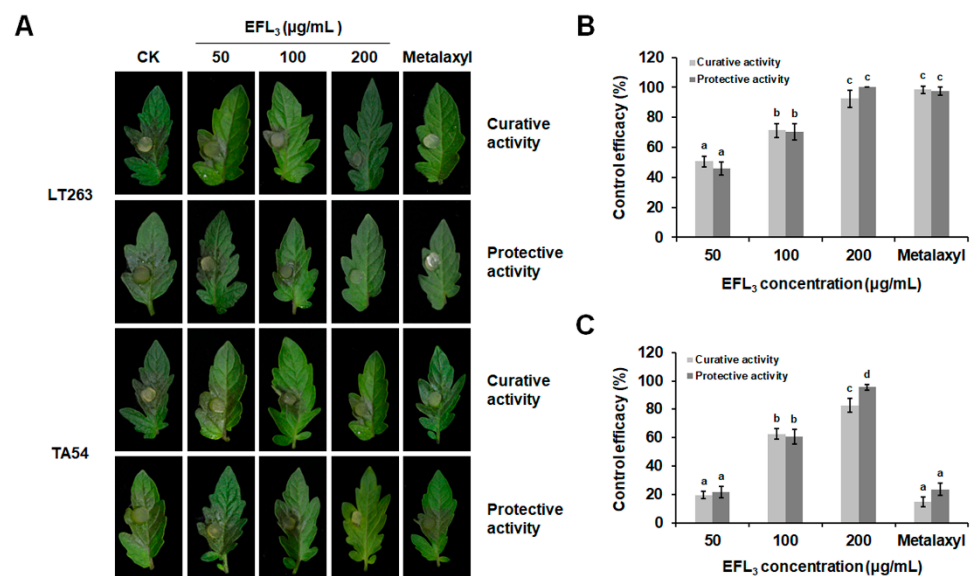 A
EFL₃ (µg/mL)
CK 50 100 200 Metalaxyl
Curative activity
LT263
Protective activity
Curative activity
TA54
Protective activity
B
Control efficacy (%)
120
100
80
60
40
20
0
Curative activity
Protective activity
a a b b c c c c
50 100 200 Metalaxyl
EFL₃ concentration (µg/mL)
C
Control efficacy (%)
120
100
80
60
40
20
0
Curative activity
Protective activity
a a b b c d a a
50 100 200 Metalaxyl
EFL₃ concentration (µg/mL)